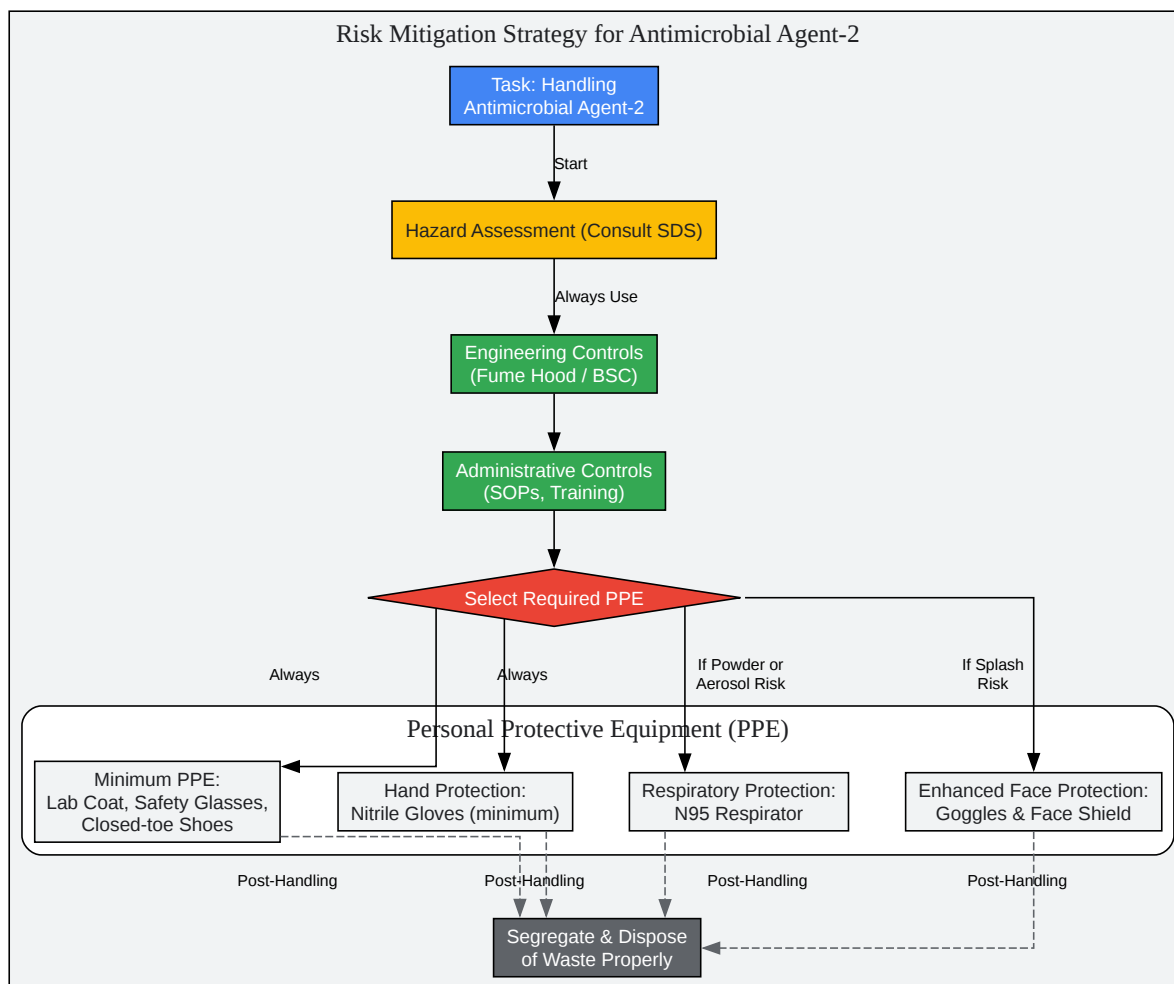 Risk Mitigation Strategy for Antimicrobial Agent-2
Task: Handling
Antimicrobial Agent-2
Start
Hazard Assessment (Consult SDS)
Always Use
Engineering Controls
(Fume Hood / BSC)
Administrative Controls
(SOPs, Training)
Select Required PPE
Always
Always
If Powder or
Aerosol Risk
If Splash
Risk
Personal Protective Equipment (PPE)
Minimum PPE:
Lab Coat, Safety Glasses,
Closed-toe Shoes
Hand Protection:
Nitrile Gloves (minimum)
Respiratory Protection:
N95 Respirator
Enhanced Face Protection:
Goggles & Face Shield
Post-Handling
Post-Handling
Post-Handling
Post-Handling
Segregate & Dispose
of Waste Properly